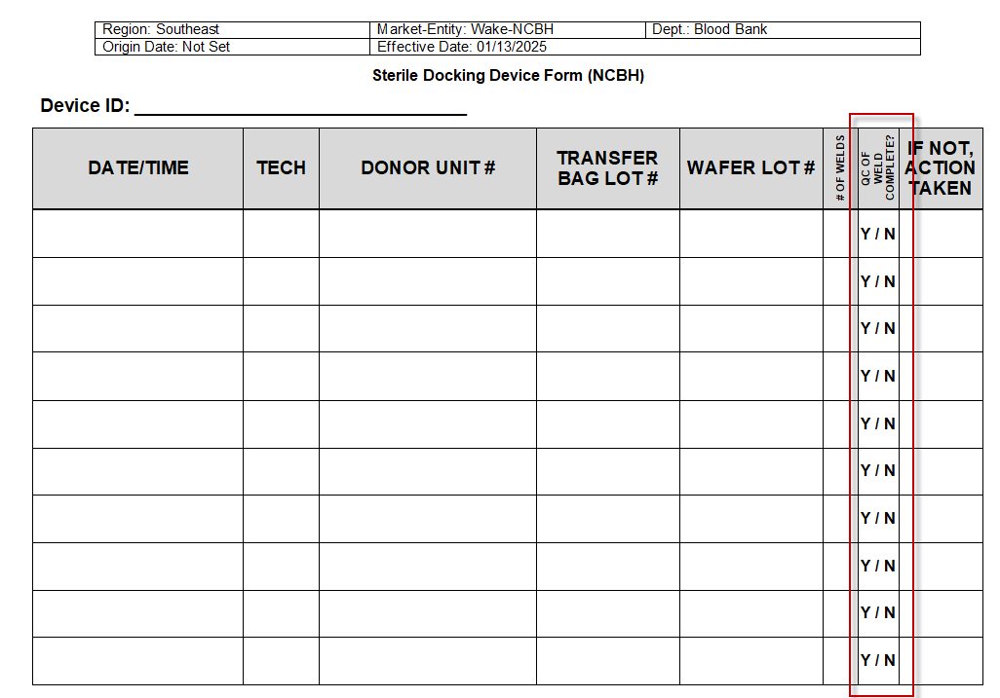 Region: Southeast Market-Entity: Wake-NCBH Dept.: Blood Bank
Origin Date: Not Set Effective Date: 01/13/2025
Sterile Docking Device Form (NCBH)
Device ID: ________________________________
DATE/TIME
TECH
DONOR UNIT #
TRANSFER
BAG LOT #
WAFER LOT #
# OF WELDS
QC OF
WELD
COMPLETE?
IF NOT,
ACTION
TAKEN
Y / N
Y / N
Y / N
Y / N
Y / N
Y / N
Y / N
Y / N
Y / N
Y / N